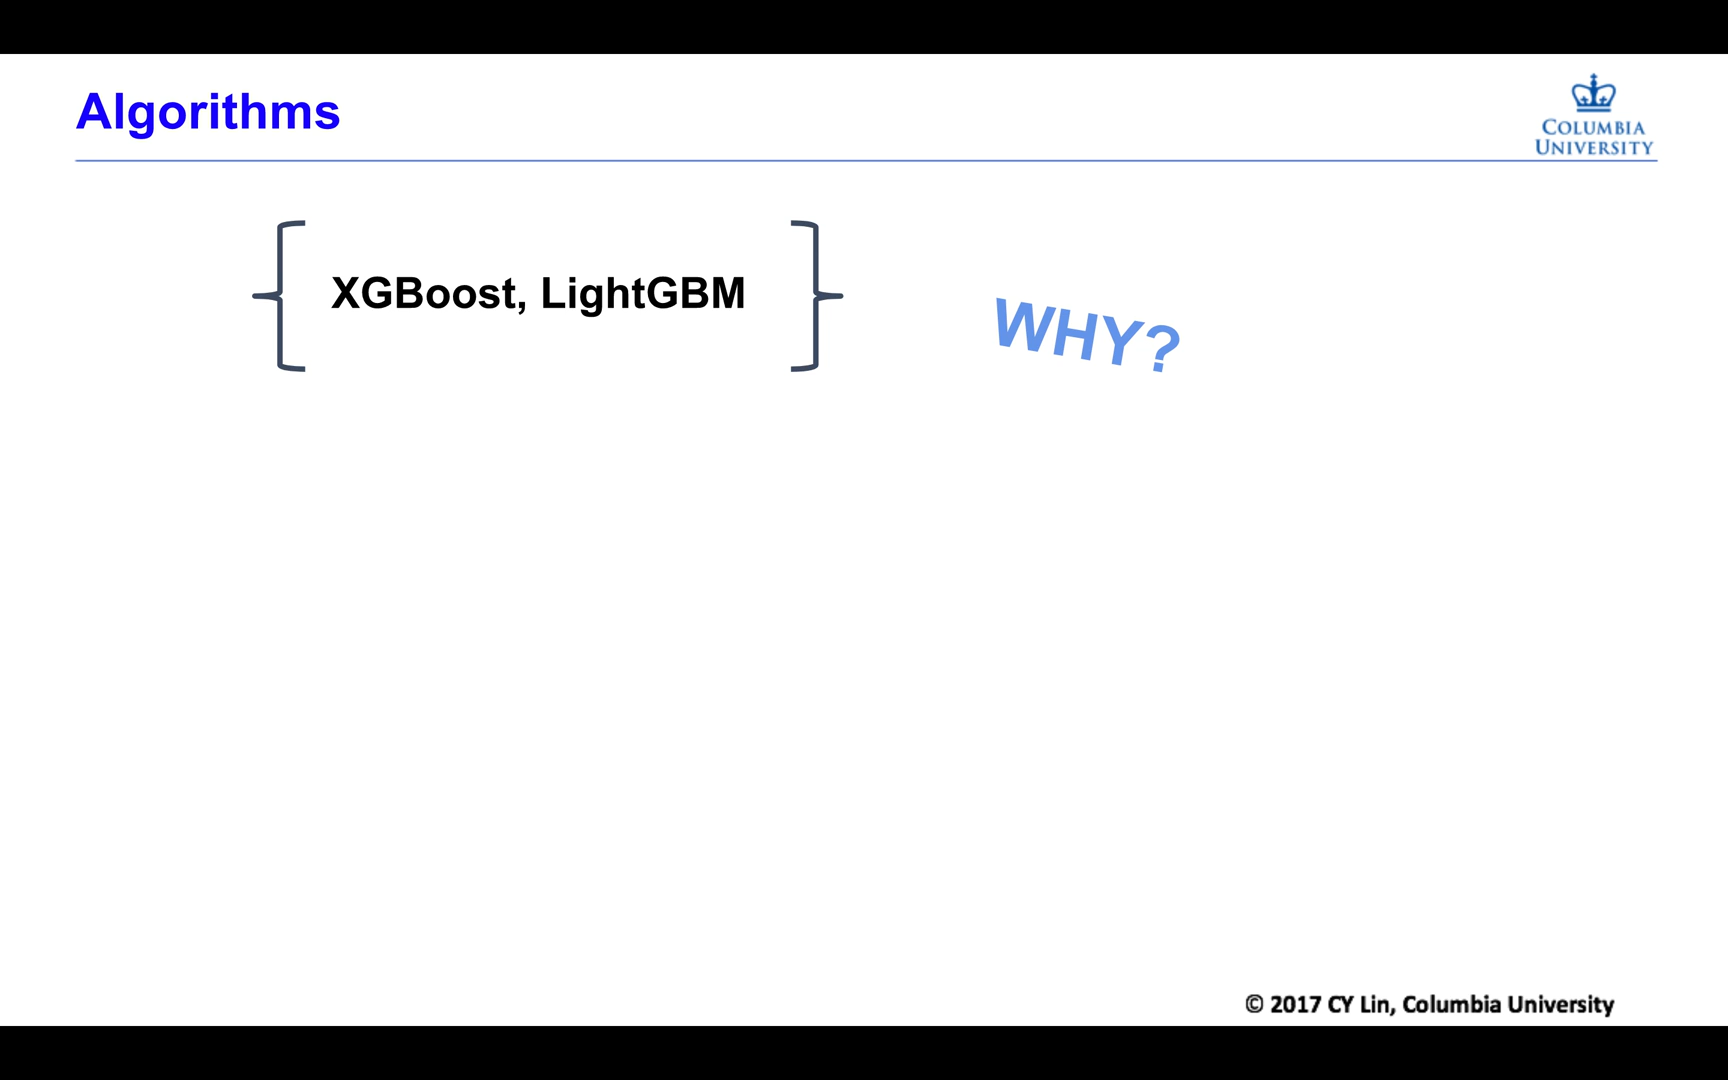 Algorithms
COLUMBIA
UNIVERSITY
XGBoost, LightGBM
WHY?
© 2017 CY Lin, Columbia University